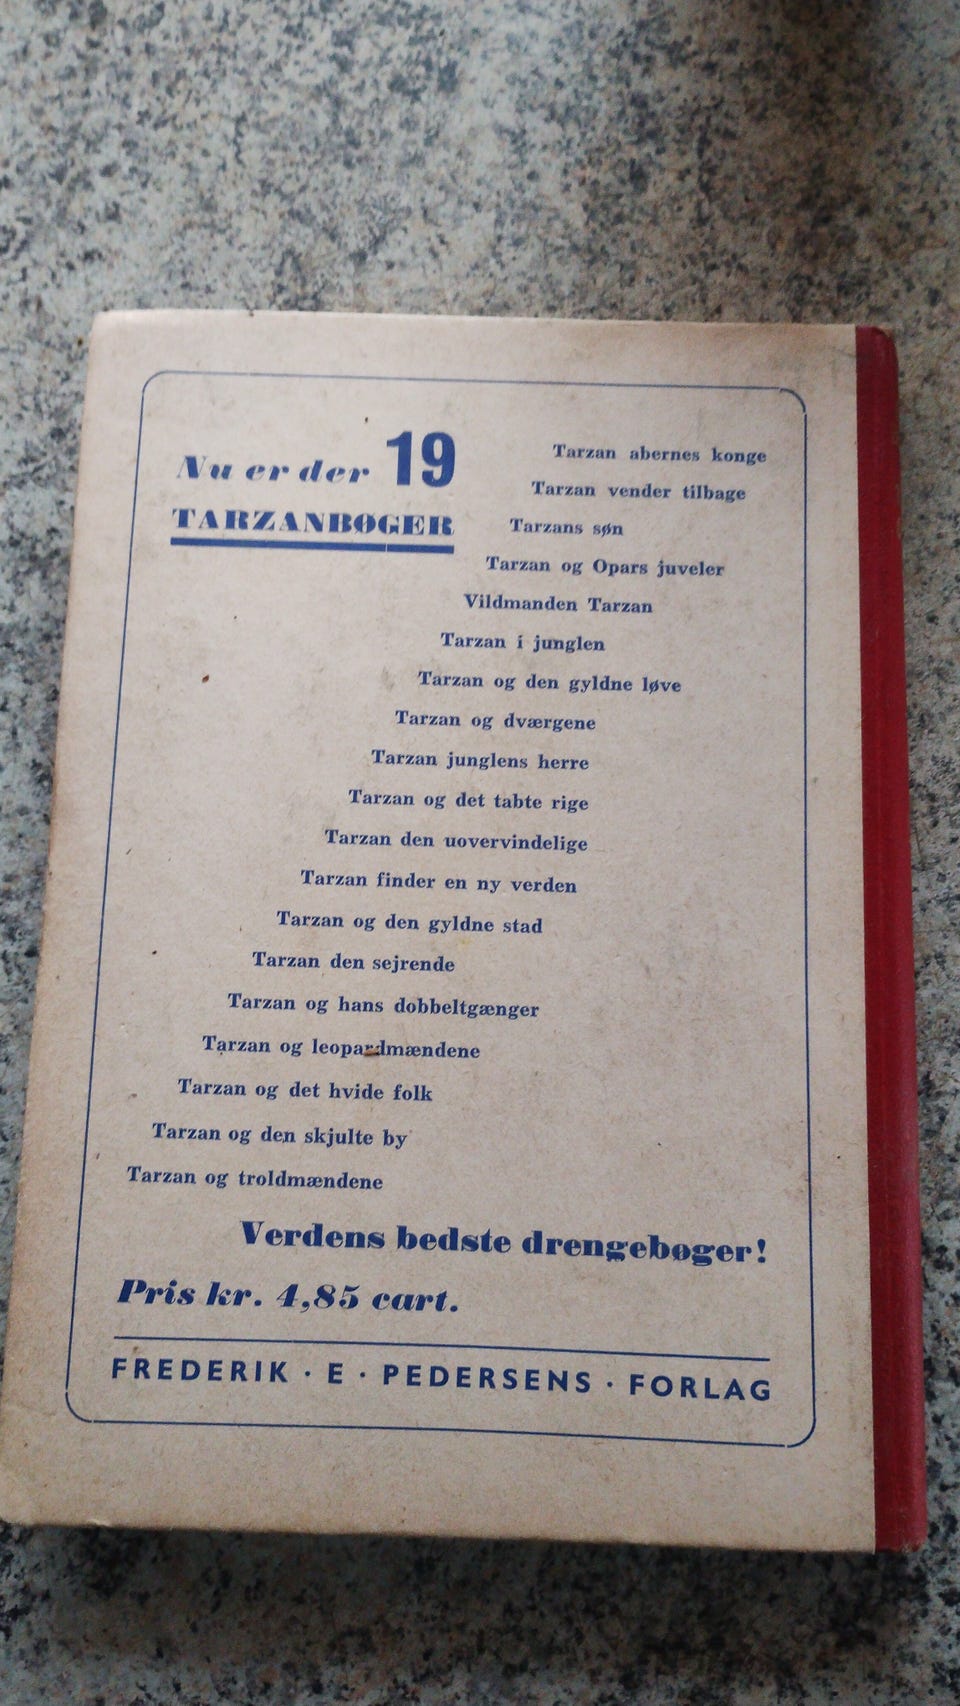 Nu er der 19
TARZANBØGER
Tarzan abernes konge
Tarzan vender tilbage
Tarzans søn
Tarzan og Opars juveler
Vildmanden Tarzan
Tarzan i junglen
Tarzan og den gyldne løve
Tarzan og dværgene
Tarzan junglens herre
Tarzan og det tabte rige
Tarzan den uovervindelige
Tarzan finder en ny verden
Tarzan og den gyldne stad
Tarzan den sejrende
Tarzan og hans dobbeltgænger
Tarzan og leopardmændene
Tarzan og det hvide folk
Tarzan og den skjulte by
Tarzan og troldmændene
Verdens bedste drengebøger!
Pris kr. 4,85 cart.
FREDERIK · E · PEDERSENS · FORLAG